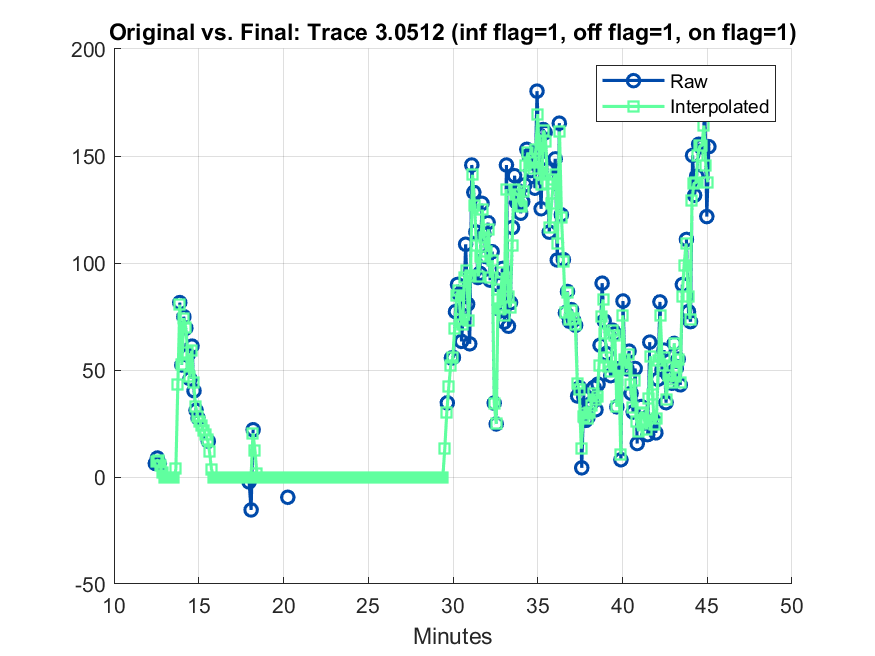 Original vs. Final: Trace 3.0512 (inf flag=1, off flag=1, on flag=1)
200
150
100
50
0
-50
10 15 20 25 30 35 40 45 50
Minutes
Raw
Interpolated